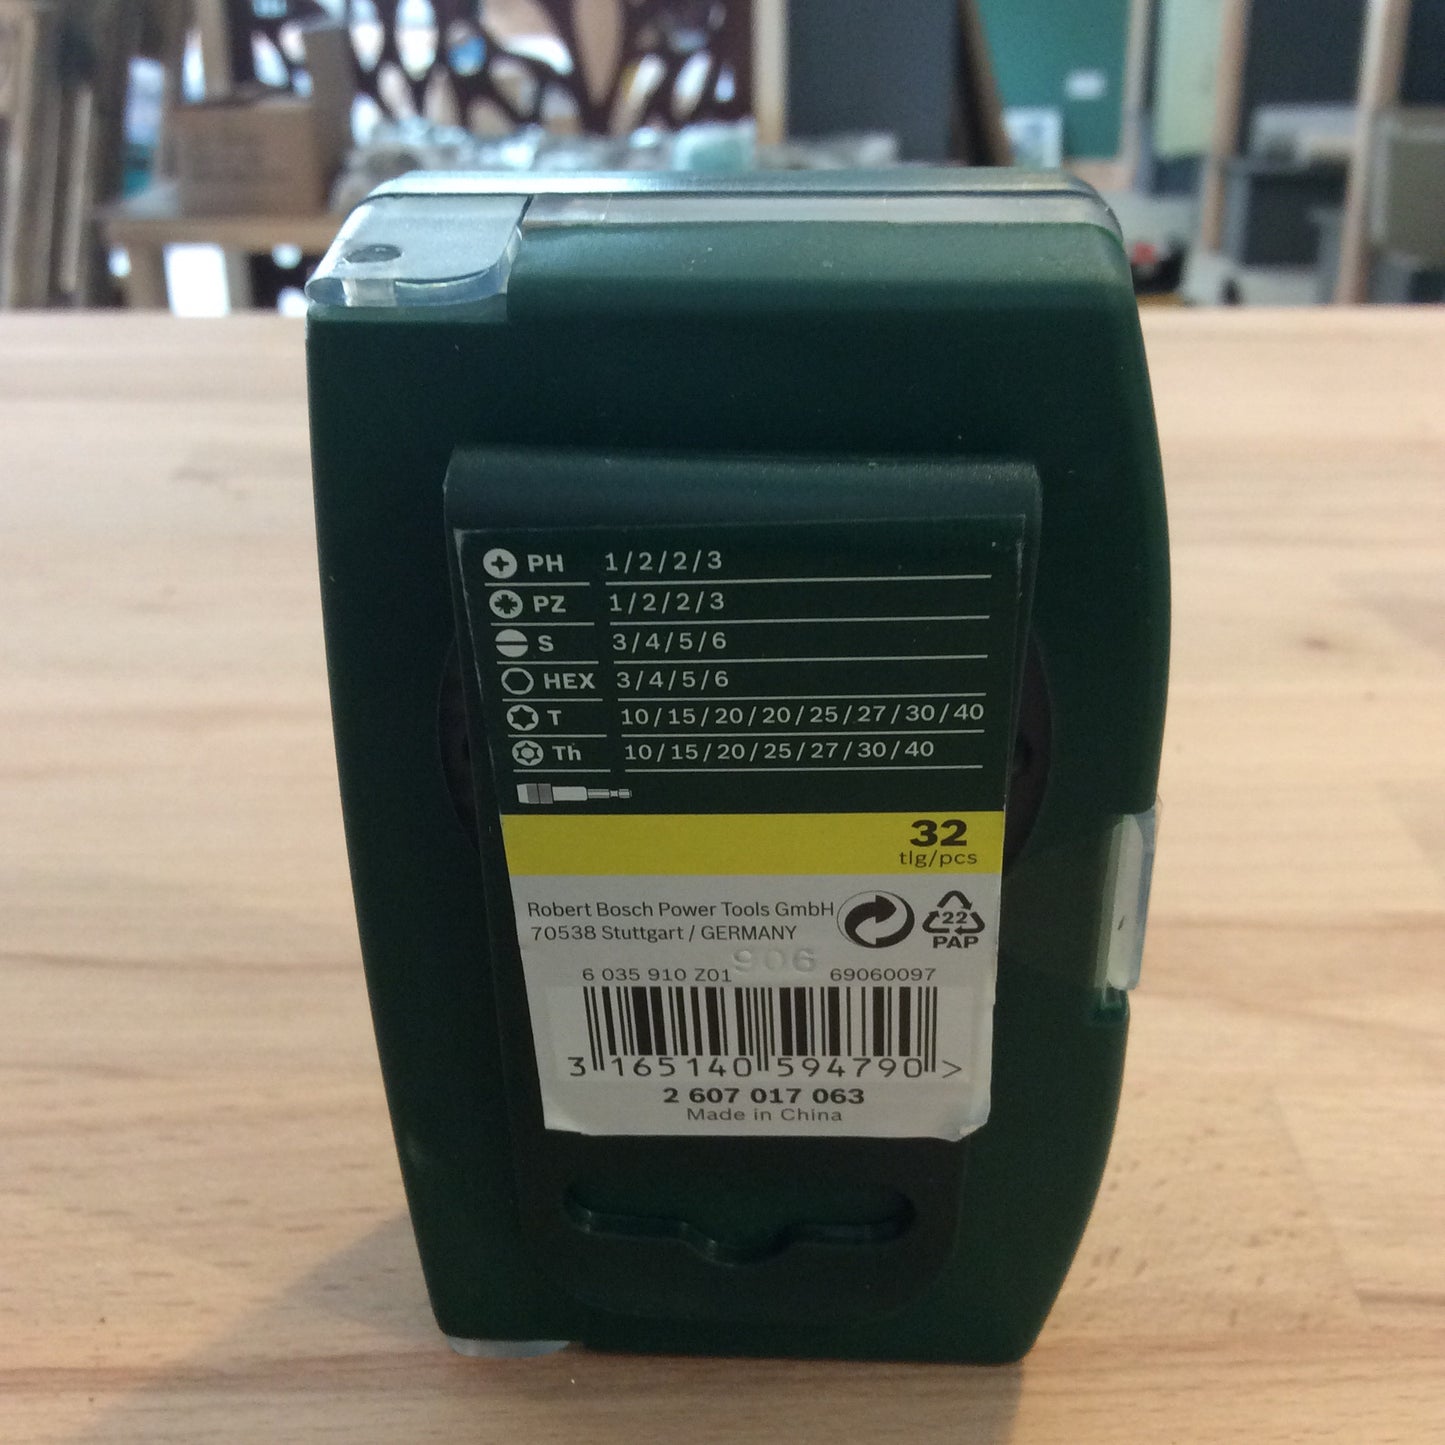 PH 1/2/2/3
PZ 1/2/2/3
S 3/4/5/6
HEX 3/4/5/6
T 10/15/20/20/25/27/30/40
Th 10/15/20/25/27/30/40
32
tlg/pcs
Robert Bosch Power Tools GmbH
70538 Stuttgart / GERMANY
22
PAP
906
6 035 910 Z01 69060097
3 165140 594790 >
2 607 017 063
Made in China